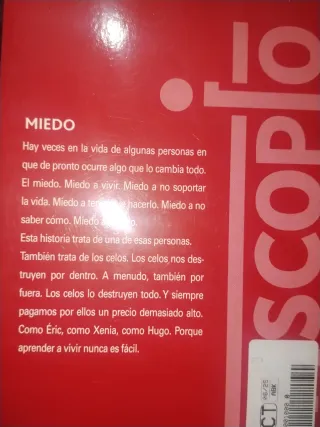 MIEDO
Hay veces en la vida de algunas personas en
que de pronto ocurre algo que lo cambia todo.
El miedo. Miedo a vivir. Miedo a no soportar
la vida. Miedo a hacerlo. Miedo a no
saber cómo. Miedo
Esta historia trata de una de esas personas.
También trata de los celos. Los celos nos des-
truyen por dentro. A menudo, también por
fuera. Los celos lo destruyen todo. Y siempre
pagamos por ellos un precio demasiado alto.
Como Éric, como Xenia, como Hugo. Porque
aprender a vivir nunca es fácil.
scopio
CT